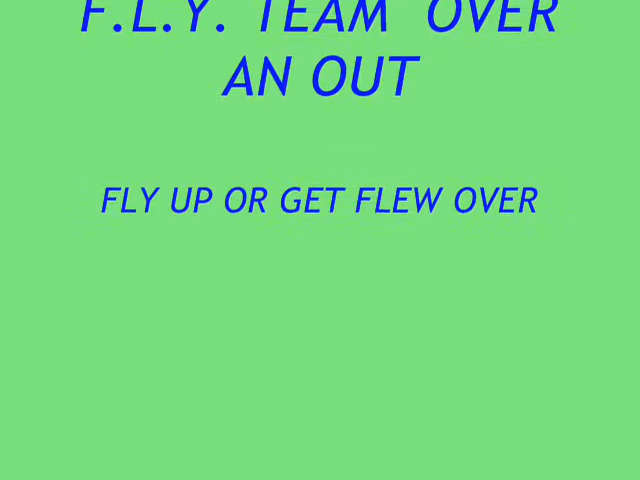 F.L.Y. TEAM OVER
AN OUT
FLY UP OR GET FLEW OVER